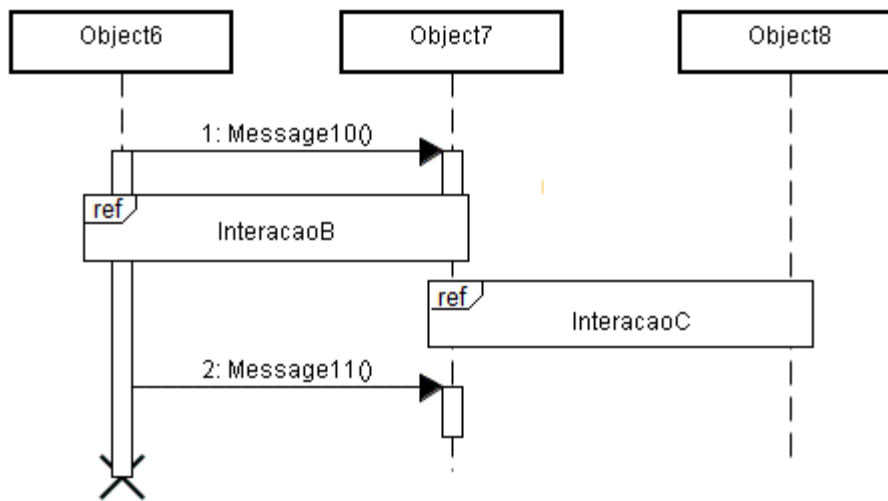 Object6
Object7
Object8
1: Message10()
ref
InteracaoB
ref
InteracaoC
2: Message11()